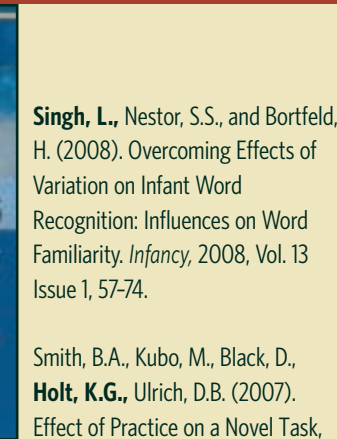 Singh, L., Nestor, S.S., and Bortfeld,
H. (2008). Overcoming Effects of
Variation on Infant Word
Recognition: Influences on Word
Familiarity. Infancy, 2008, Vol. 13
Issue 1, 57-74.
Smith, B.A., Kubo, M., Black, D.,
Holt, K.G., Ulrich, D.B. (2007).
Effect of Practice on a Novel Task,